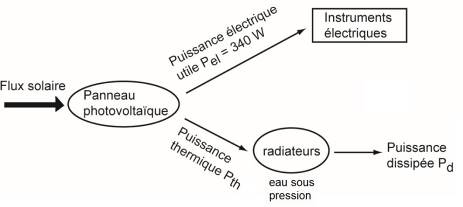 Flux solaire
Panneau
photovoltaïque
Puissance électrique
utile Pel = 340 W
Instruments
électriques
Puissance
thermique Pth
radiateurs
eau sous
pression
Puissance
dissipée Pd